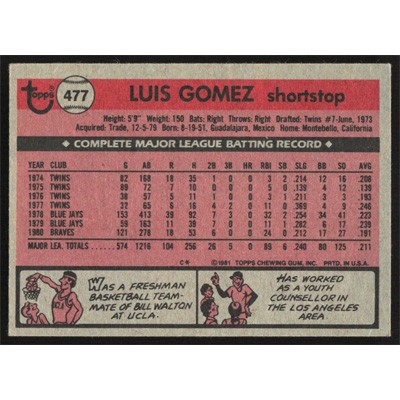 Topps 477 LUIS GOMEZ shortstop
Height: 5'9" Weight: 150 Bats: Right Throws: Right Drafted: Twins #7-June, 1973
Acquired: Trade, 12-5-79 Born: 8-19-51, Guadalajara, Mexico Home: Montebello, California
COMPLETE MAJOR LEAGUE BATTING RECORD
YEAR CLUB G AB R H 2B 3B HR RBI SB SLG BB SO AVG.
1974 TWINS 82 168 18 35 1 0 0 3 2 .214 12 16 .208
1975 TWINS 89 72 7 10 0 0 0 5 0 .139 4 12 .139
1976 TWINS 38 57 5 11 1 0 0 3 1 .211 3 3 .193
1977 TWINS 32 65 6 16 4 2 0 11 0 .369 4 9 .246
1978 BLUE JAYS 153 413 39 92 7 3 0 32 2 .254 34 41 .223
1979 BLUE JAYS 59 163 11 39 7 0 0 11 1 .282 6 17 .239
1980 BRAVES 121 278 18 53 6 0 0 24 0 .212 17 27 .191
MAJOR LEA. TOTALS 574 1216 104 256 26 5 0 .240 80 125 .211
C* ©1981 TOPPS CHEWING GUM, INC. PRTD. IN U.S.A.
WAS A FRESHMAN
BASKETBALL TEAM-
MATE OF BILL WALTON
AT UCLA.
HAS WORKED
AS A YOUTH
COUNSELLOR IN
THE LOS ANGELES
AREA